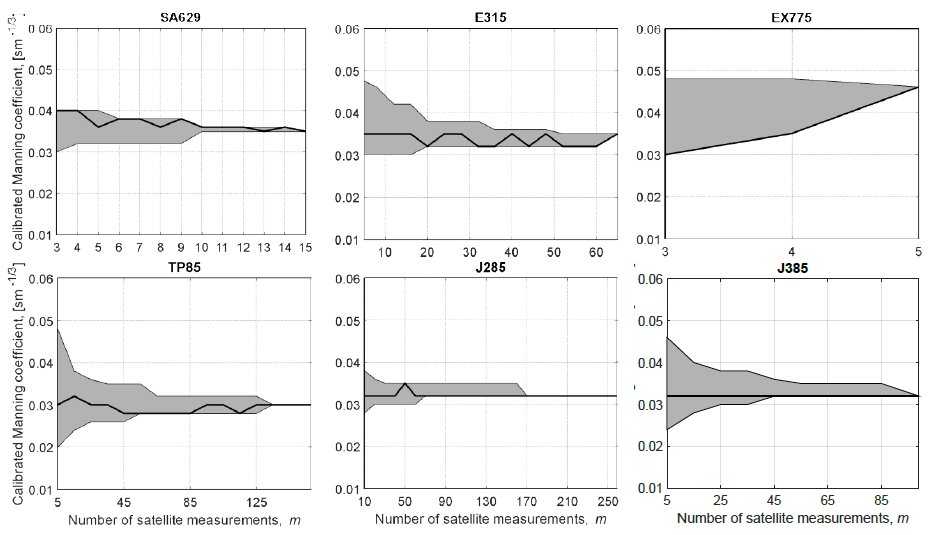 SA629
E315
EX775
Calibrated Manning coefficient, [sm^-1/3]
0.06
0.05
0.04
0.03
0.02
0.01
3 4 5 6 7 8 9 10 11 12 13 14 15
0.06
0.05
0.04
0.03
0.02
0.01
10 20 30 40 50 60
0.06
0.05
0.04
0.03
0.02
0.01
3 4 5
TP85
J285
J385
Calibrated Manning coefficient, [sm^-1/3]
0.06
0.05
0.04
0.03
0.02
0.01
5 45 85 125
Number of satellite measurements, m
0.06
0.05
0.04
0.03
0.02
0.01
10 50 90 130 170 210 250
Number of satellite measurements, m
0.06
0.05
0.04
0.03
0.02
0.01
5 25 45 65 85
Number of satellite measurements, m